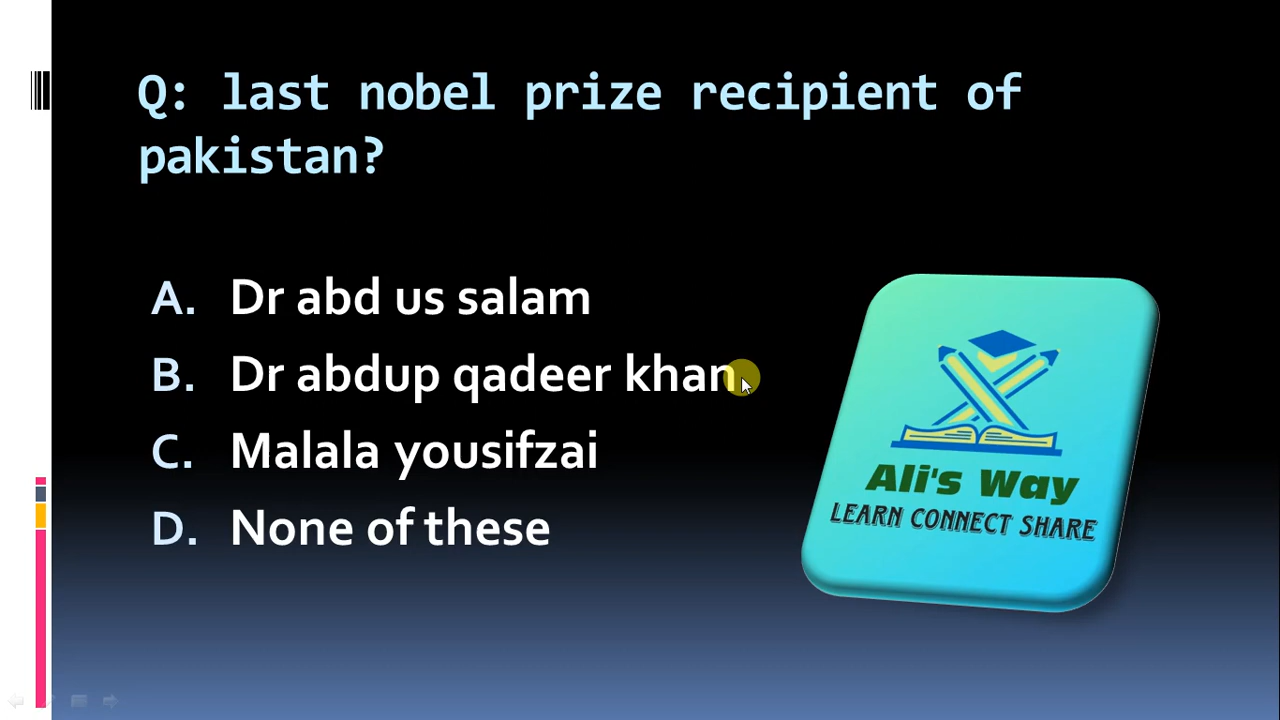 Q: last nobel prize recipient of
pakistan?
A. Dr abd us salam
B. Dr abdup qadeer khan
C. Malala yousifzai
D. None of these
Ali's Way
LEARN CONNECT SHARE